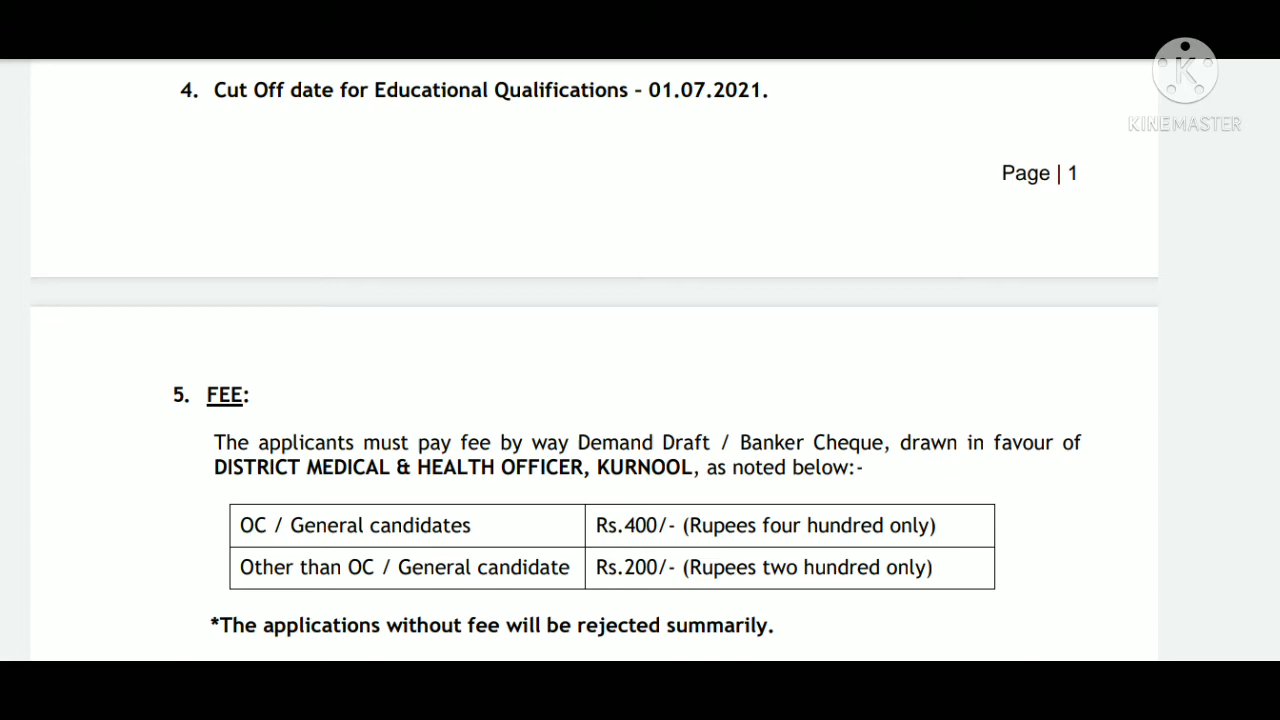 K
KINEMASTER
4. Cut Off date for Educational Qualifications - 01.07.2021.
Page | 1
5. FEE:
The applicants must pay fee by way Demand Draft / Banker Cheque, drawn in favour of
DISTRICT MEDICAL & HEALTH OFFICER, KURNOOL, as noted below:-
OC / General candidates Rs.400/- (Rupees four hundred only)
Other than OC / General candidate Rs.200/- (Rupees two hundred only)
*The applications without fee will be rejected summarily.